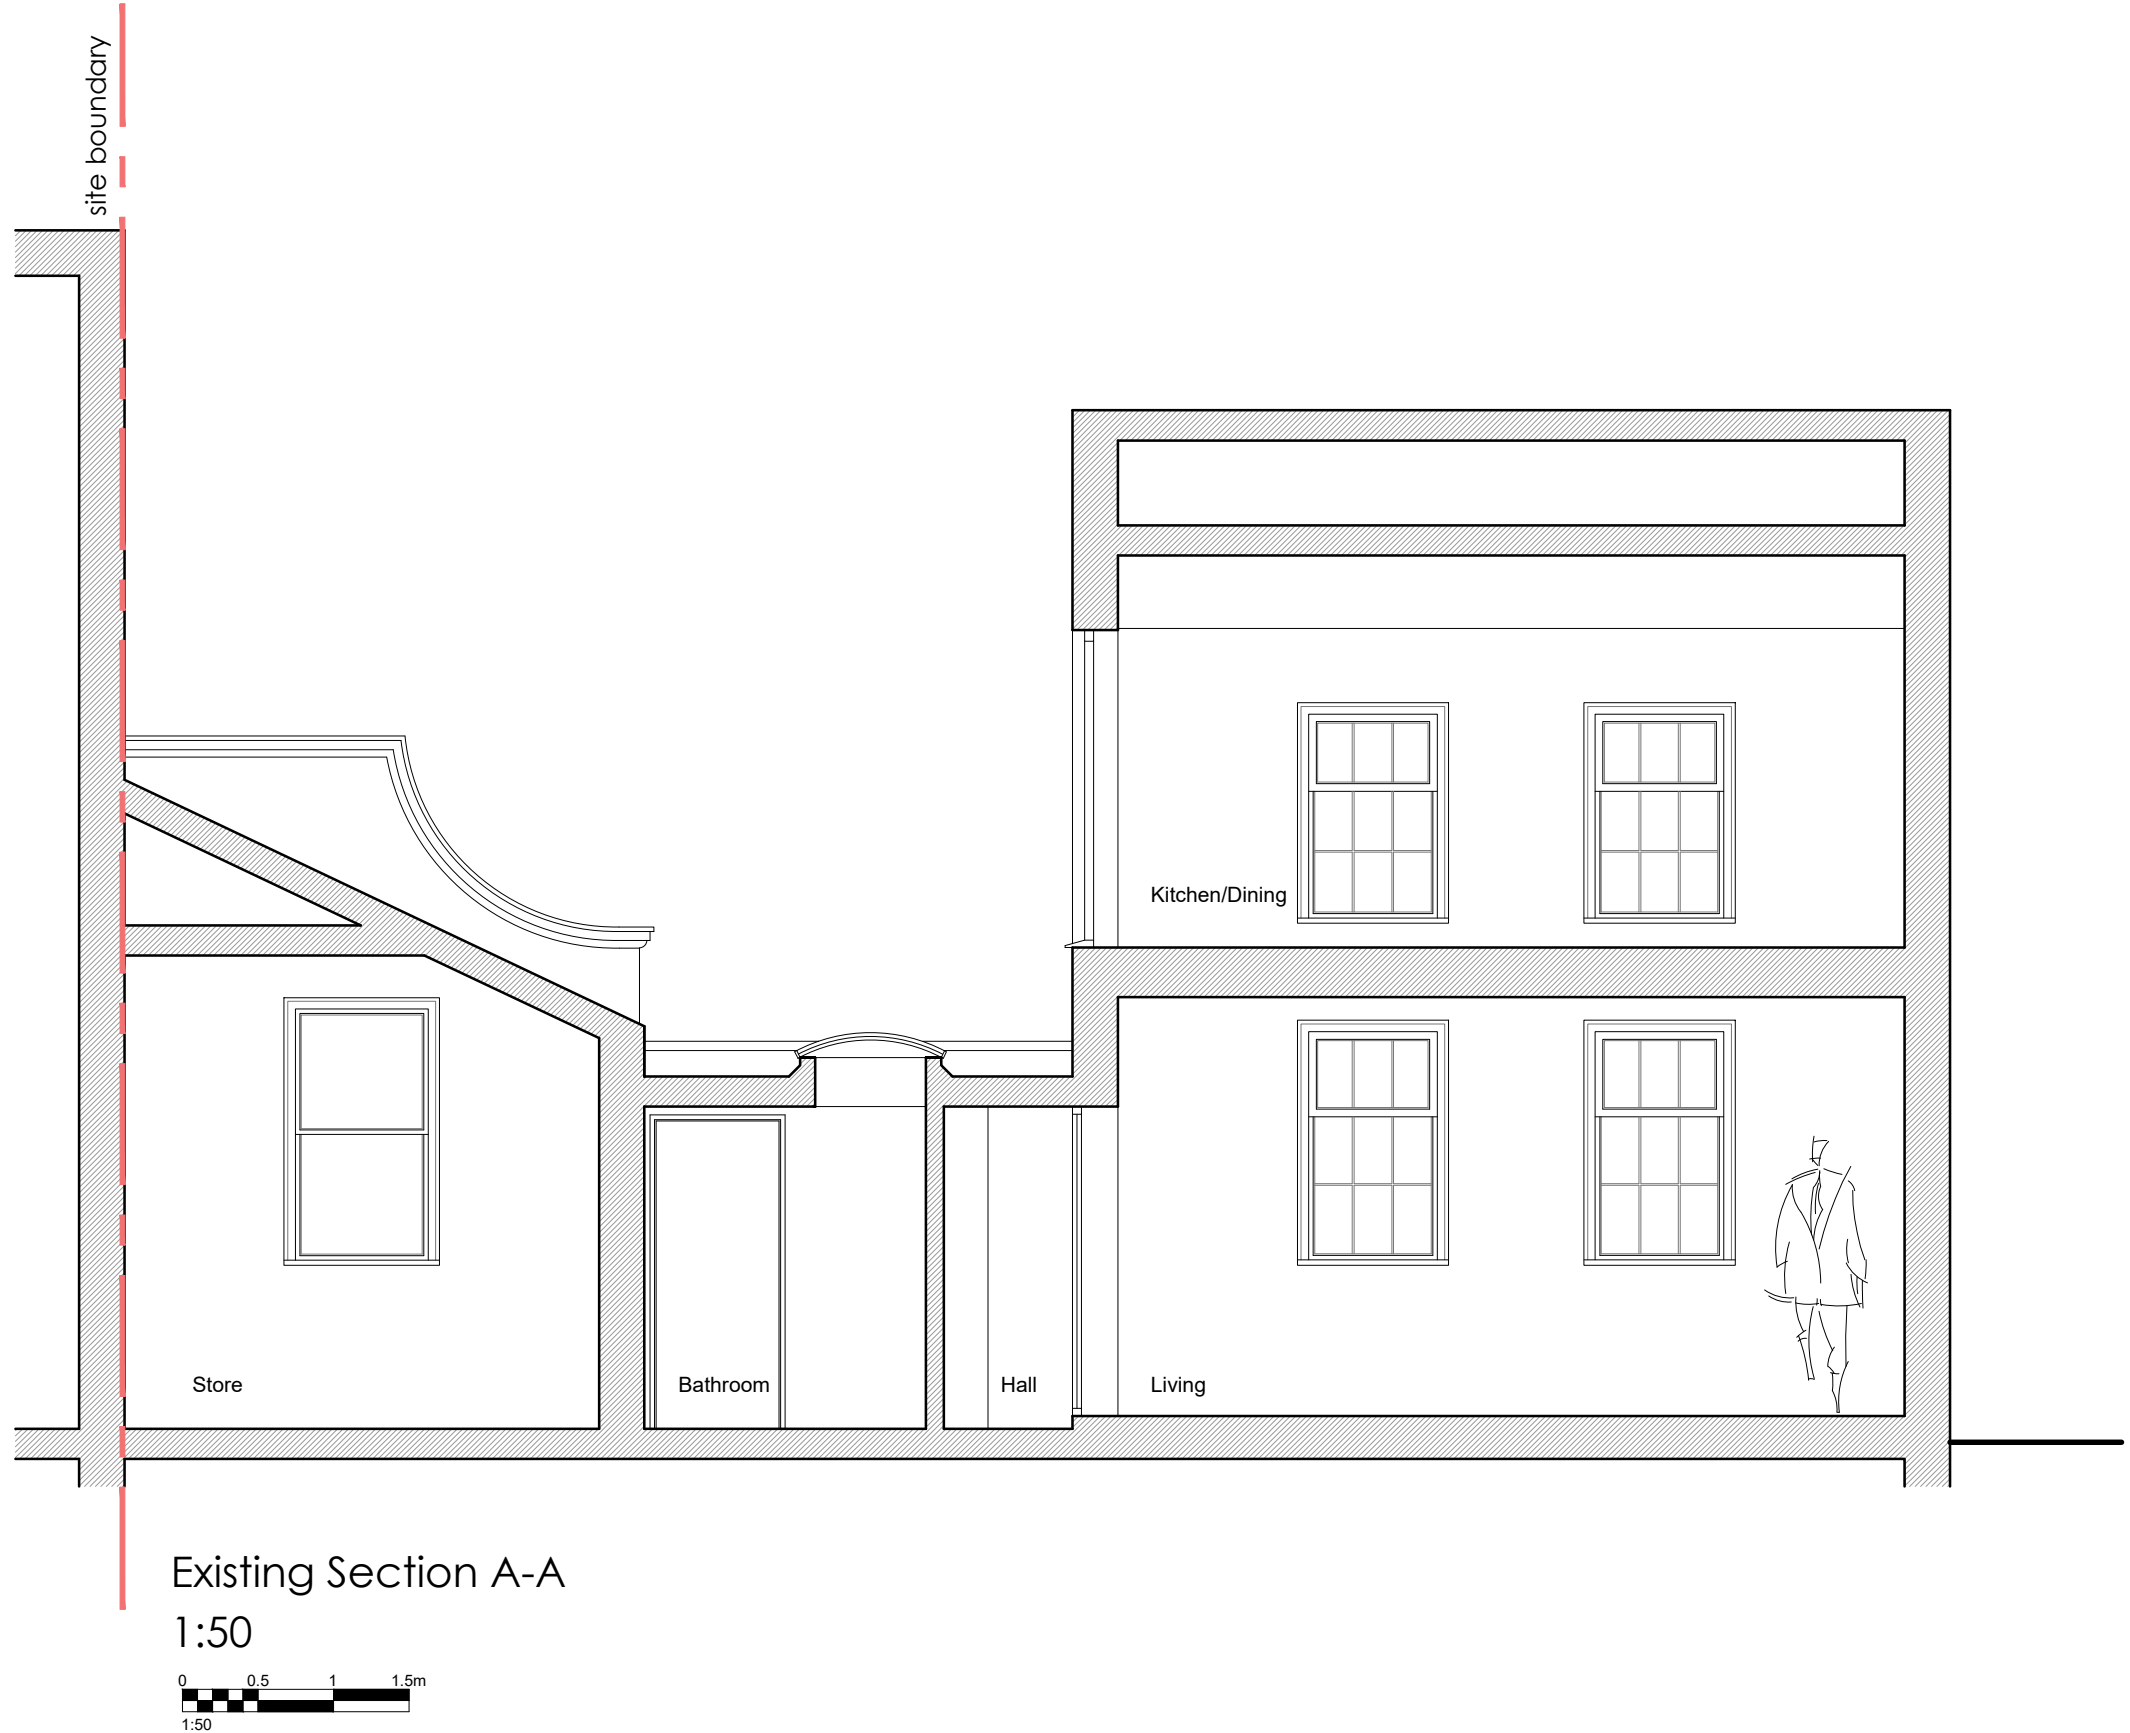 site boundary
Kitchen/Dining
Store
Bathroom
Hall
Living
Existing Section A-A
1:50
0 0.5 1 1.5m
1:50